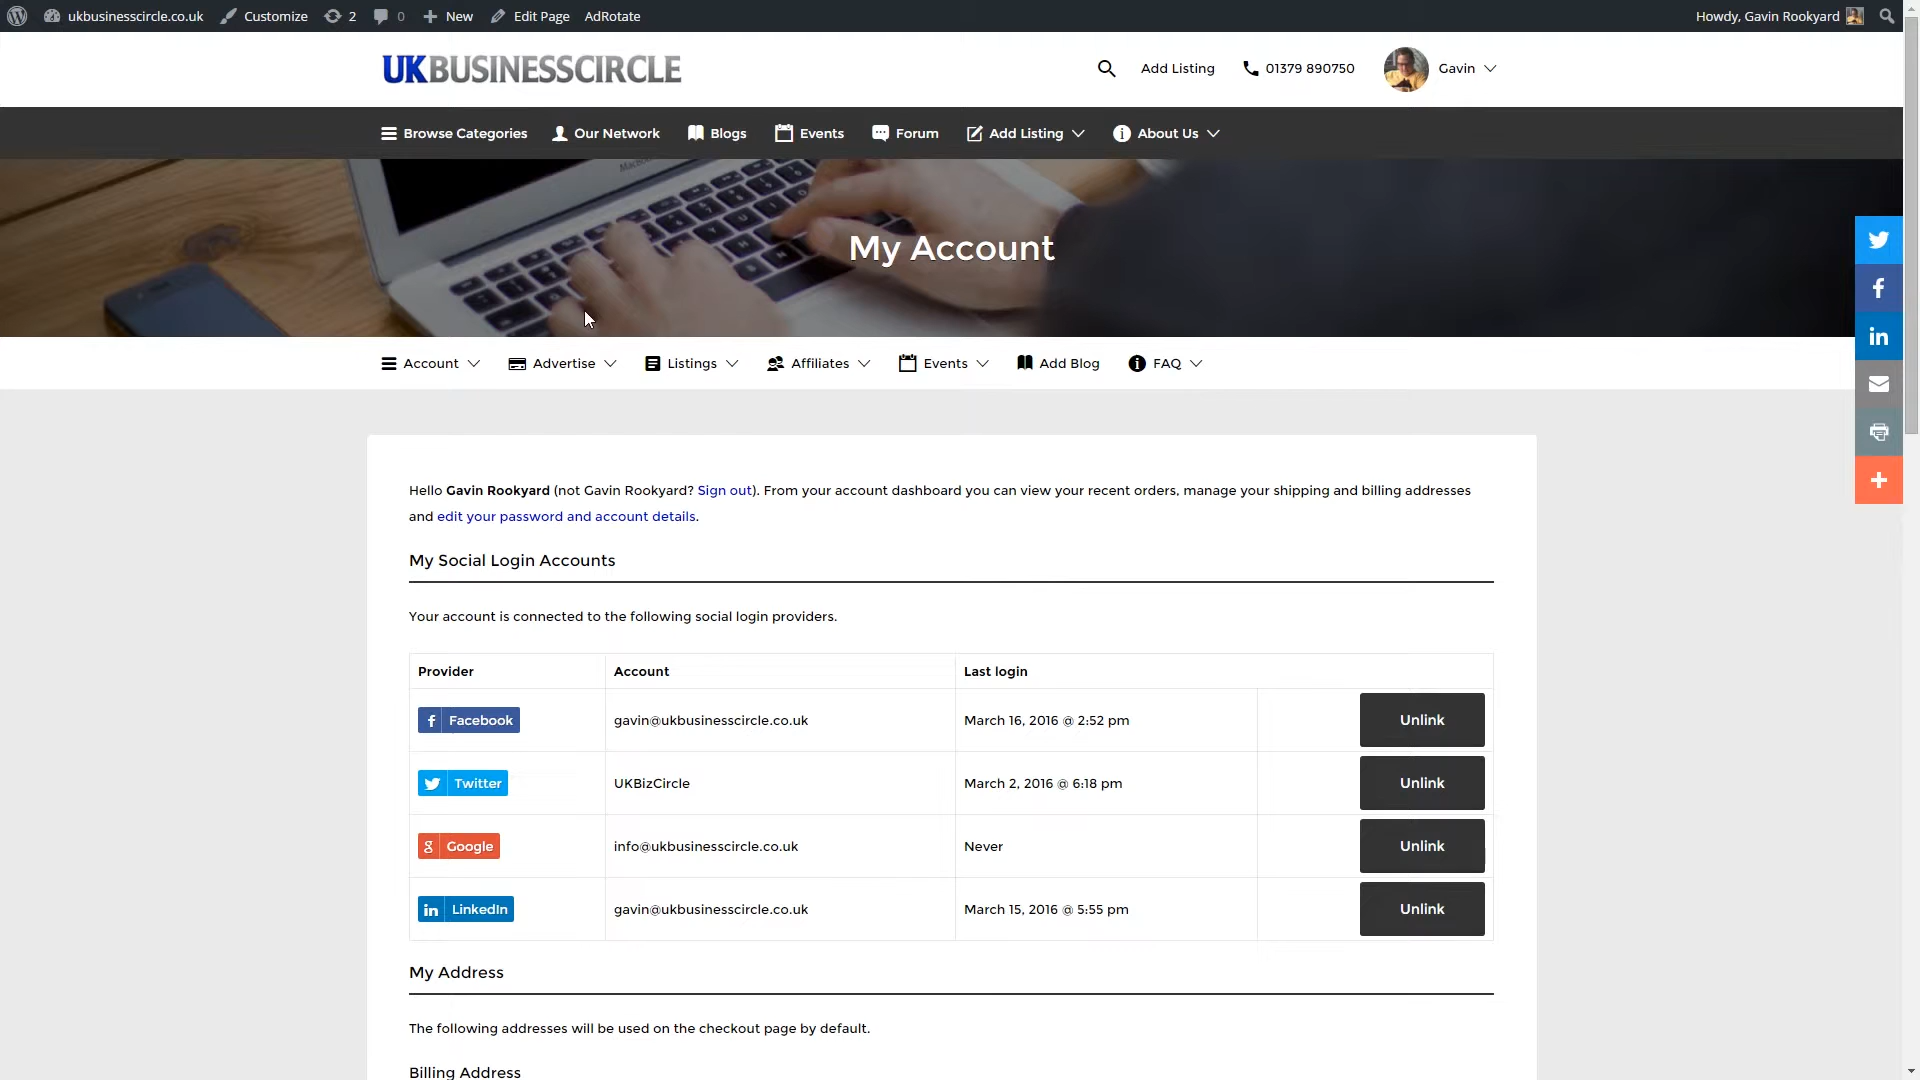 ukbusinesscircle.co.uk Customize 2 0 New Edit Page AdRotate Howdy, Gavin Rookyard
UKBUSINESSCIRCLE Add Listing 01379 890750 Gavin
Browse Categories Our Network Blogs Events Forum Add Listing About Us
My Account
Account Advertise Listings Affiliates Events Add Blog FAQ
Hello Gavin Rookyard (not Gavin Rookyard? Sign out). From your account dashboard you can view your recent orders, manage your shipping and billing addresses
and edit your password and account details.
My Social Login Accounts
Your account is connected to the following social login providers.
Provider Account Last login
Facebook gavin@ukbusinesscircle.co.uk March 16, 2016 @ 2:52 pm Unlink
Twitter UKBizCircle March 2, 2016 @ 6:18 pm Unlink
Google info@ukbusinesscircle.co.uk Never Unlink
LinkedIn gavin@ukbusinesscircle.co.uk March 15, 2016 @ 5:55 pm Unlink
My Address
The following addresses will be used on the checkout page by default.
Billing Address